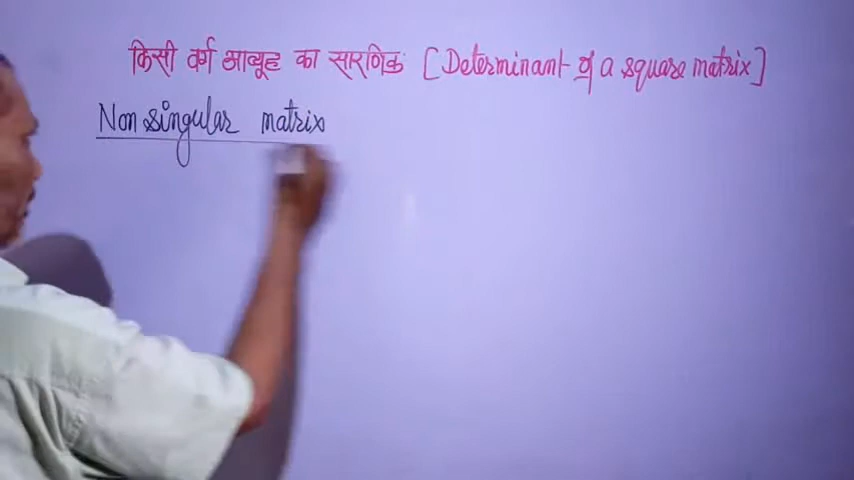 किसी वर्ग आव्यूह का सारणिक [Determinant of a square matrix]
Non singular matrix